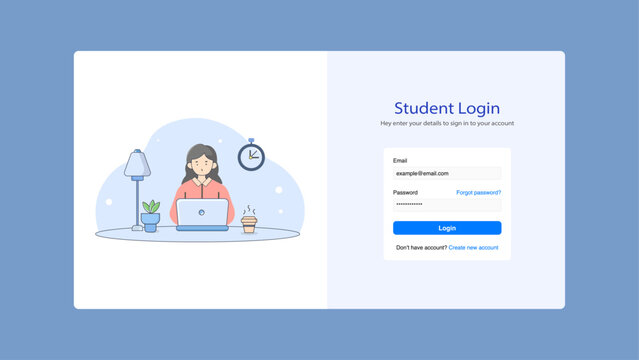 Student Login
Hey enter your details to sign in to your account
Email
example@email.com
Password Forgot password?
••••••••••••
Login
Don't have account? Create new account